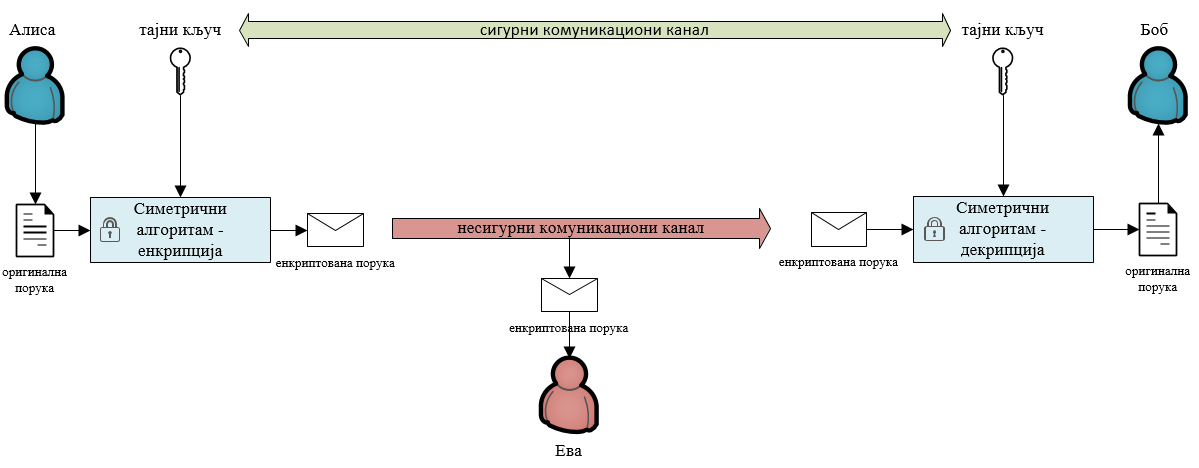 Алиса
тајни кључ
сигурни комуникациони канал
тајни кључ
Боб
Симетрични
алгоритам -
енкрипција
несигурни комуникациони канал
Симетрични
алгоритам -
декрипција
оригинална
порука
енкриптована порука
енкриптована порука
оригинална
порука
енкриптована порука
Ева